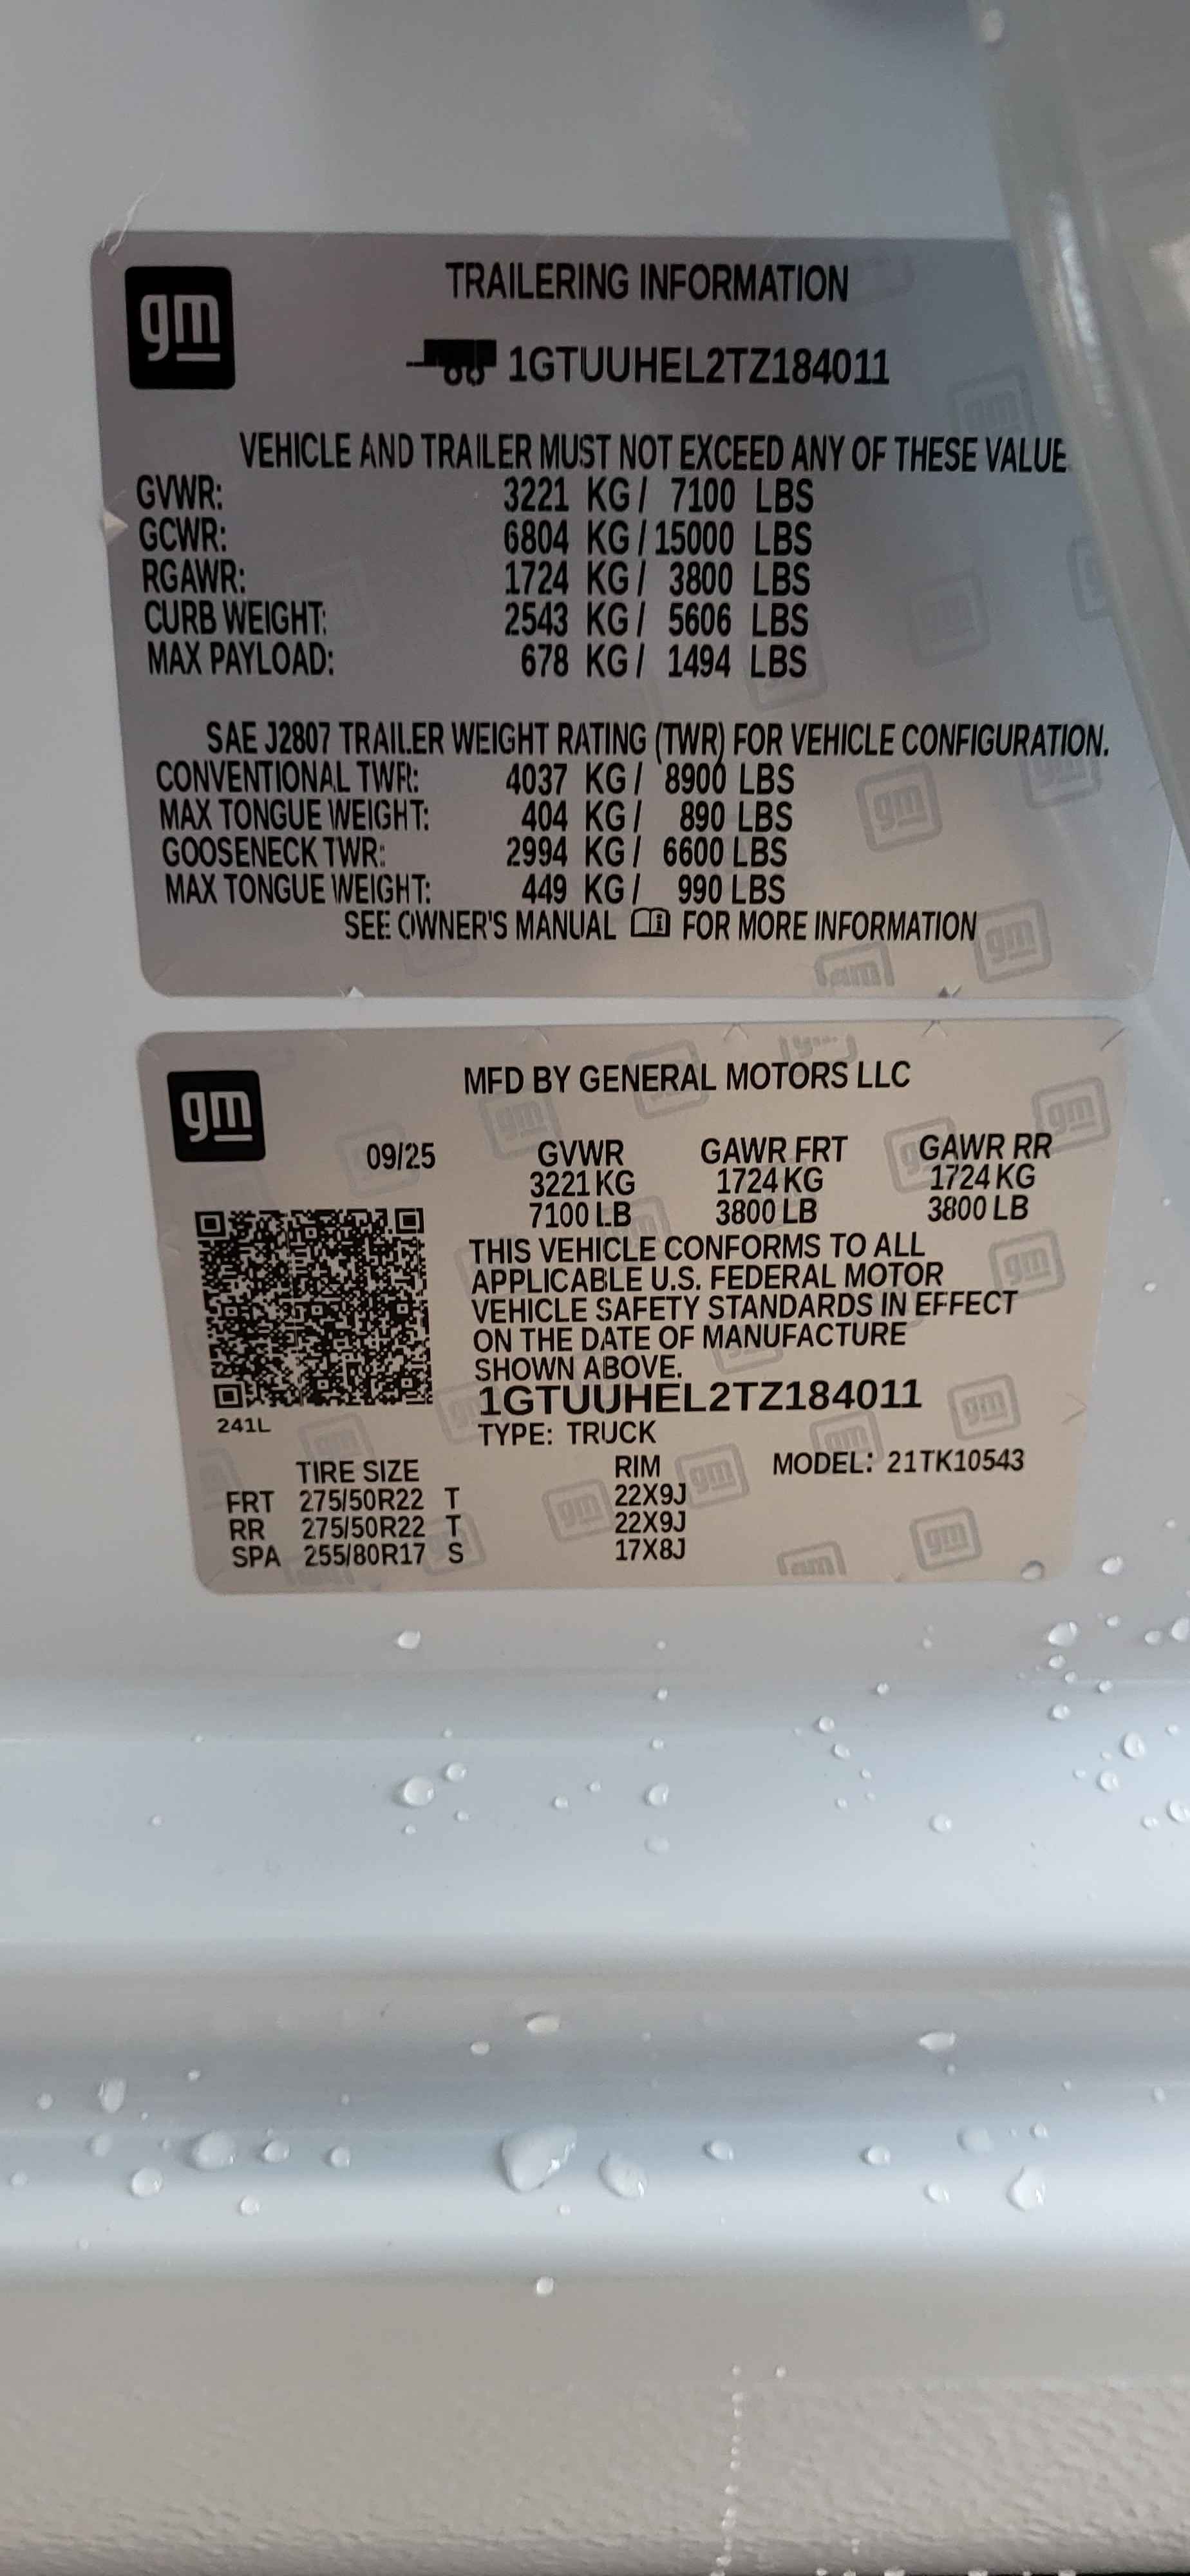 gm
TRAILERING INFORMATION
1GTUUHEL2TZ184011
VEHICLE AND TRAILER MUST NOT EXCEED ANY OF THESE VALUE
GVWR: 3221 KG / 7100 LBS
GCWR: 6804 KG / 15000 LBS
RGAWR: 1724 KG / 3800 LBS
CURB WEIGHT: 2543 KG / 5606 LBS
MAX PAYLOAD: 678 KG / 1494 LBS
SAE J2807 TRAILER WEIGHT RATING (TWR) FOR VEHICLE CONFIGURATION.
CONVENTIONAL TWR: 4037 KG / 8900 LBS
MAX TONGUE WEIGHT: 404 KG / 890 LBS
GOOSENECK TWR: 2994 KG / 6600 LBS
MAX TONGUE WEIGHT: 449 KG / 990 LBS
SEE OWNER'S MANUAL FOR MORE INFORMATION
gm
MFD BY GENERAL MOTORS LLC
09/25 GVWR GAWR FRT GAWR RR
3221 KG 1724 KG 1724 KG
7100 LB 3800 LB 3800 LB
THIS VEHICLE CONFORMS TO ALL
APPLICABLE U.S. FEDERAL MOTOR
VEHICLE SAFETY STANDARDS IN EFFECT
ON THE DATE OF MANUFACTURE
SHOWN ABOVE.
1GTUUHEL2TZ184011
241L
TYPE: TRUCK
TIRE SIZE RIM MODEL: 21TK10543
FRT 275/50R22 T 22X9J
RR 275/50R22 T 22X9J
SPA 255/80R17 S 17X8J